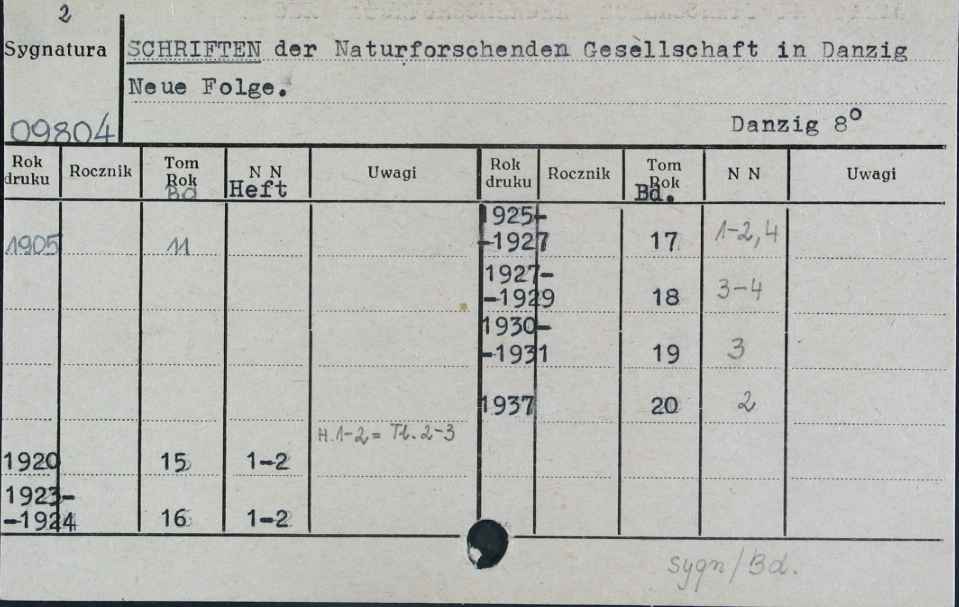 2
Sygnatura
SCHRIFTEN der Naturforschenden Gesellschaft in Danzig
Neue Folge.
09804
Danzig 8°
Rok druku Rocznik Tom Rok Bd N N Heft Uwagi
1905 11
H.1-2 = Tl. 2-3
1920 15 1-2
1923-
-1924 16 1-2
Rok druku Rocznik Tom Rok Bd. N N Uwagi
1925-
-1927 17 1-2, 4
1927-
-1929 18 3-4
1930-
-1931 19 3
1937 20 2
sygn/Bd.